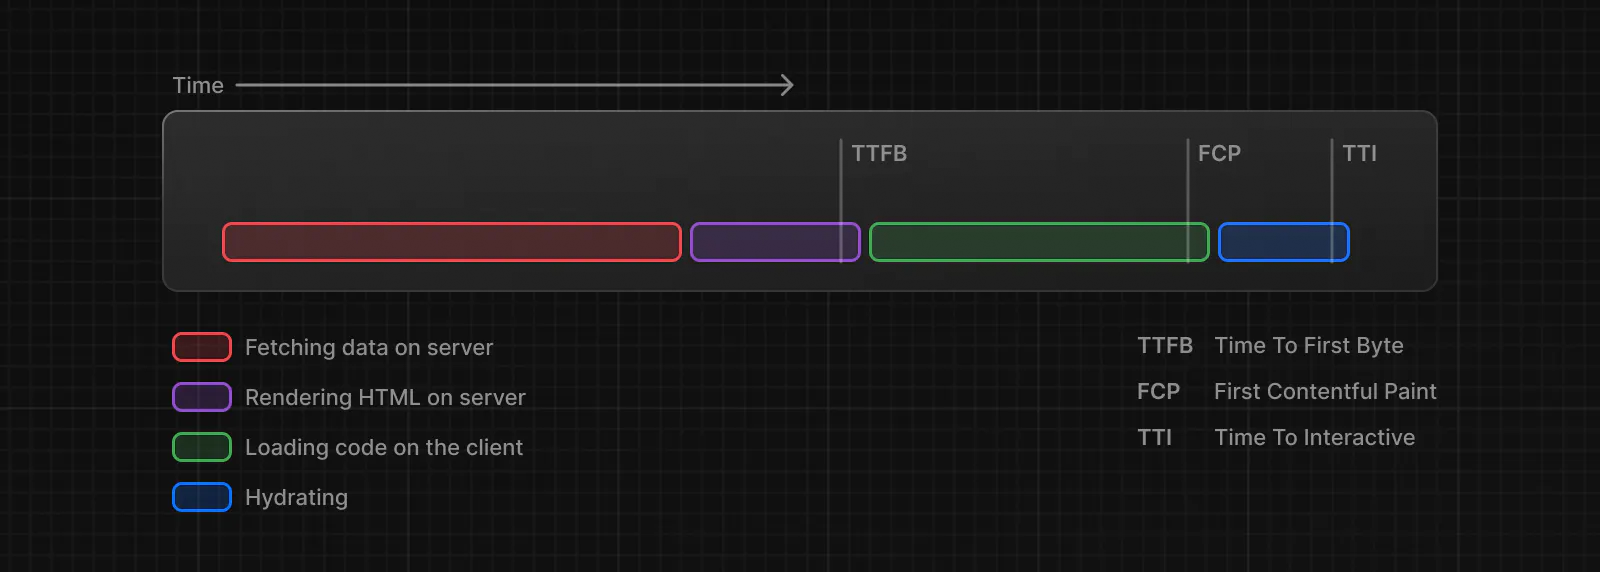 Time
TTFB
FCP
TTI
Fetching data on server
Rendering HTML on server
Loading code on the client
Hydrating
TTFB Time To First Byte
FCP First Contentful Paint
TTI Time To Interactive